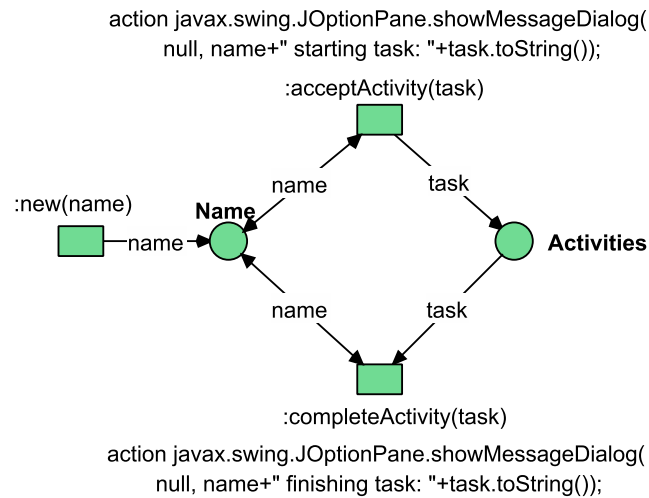 action javax.swing.JOptionPane.showMessageDialog(
null, name+" starting task: "+task.toString());
:acceptActivity(task)
name
task
:new(name)
Name
name
Activities
name
task
:completeActivity(task)
action javax.swing.JOptionPane.showMessageDialog(
null, name+" finishing task: "+task.toString());